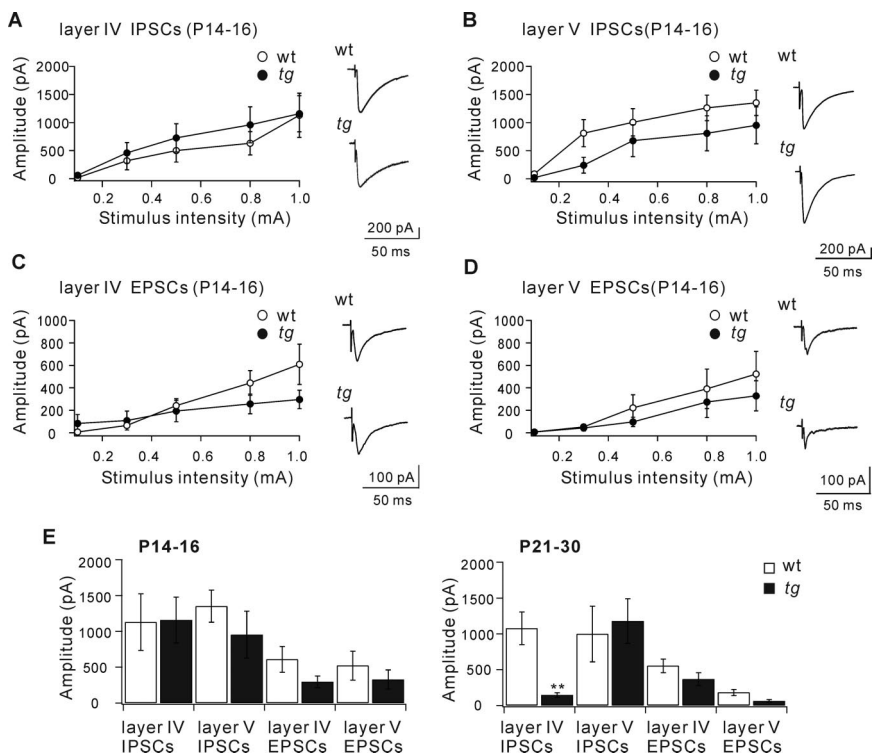 A
layer IV IPSCs (P14-16)
wt
tg
Amplitude (pA)
2000
1500
1000
500
0
0.2 0.4 0.6 0.8 1.0
Stimulus intensity (mA)
wt
tg
200 pA
50 ms
B
layer V IPSCs(P14-16)
wt
tg
Amplitude (pA)
2000
1500
1000
500
0
0.2 0.4 0.6 0.8 1.0
Stimulus intensity (mA)
wt
tg
200 pA
50 ms
C
layer IV EPSCs (P14-16)
wt
tg
Amplitude (pA)
1000
800
600
400
200
0
0.2 0.4 0.6 0.8 1.0
Stimulus intensity (mA)
wt
tg
100 pA
50 ms
D
layer V EPSCs(P14-16)
wt
tg
Amplitude (pA)
1000
800
600
400
200
0
0.2 0.4 0.6 0.8 1.0
Stimulus intensity (mA)
wt
tg
100 pA
50 ms
E
P14-16
Amplitude (pA)
2000
1500
1000
500
0
layer IV layer V layer IV layer V
IPSCs IPSCs EPSCs EPSCs
P21-30
wt
tg
Amplitude (pA)
2000
1500
1000
500
0
**
layer IV layer V layer IV layer V
IPSCs IPSCs EPSCs EPSCs